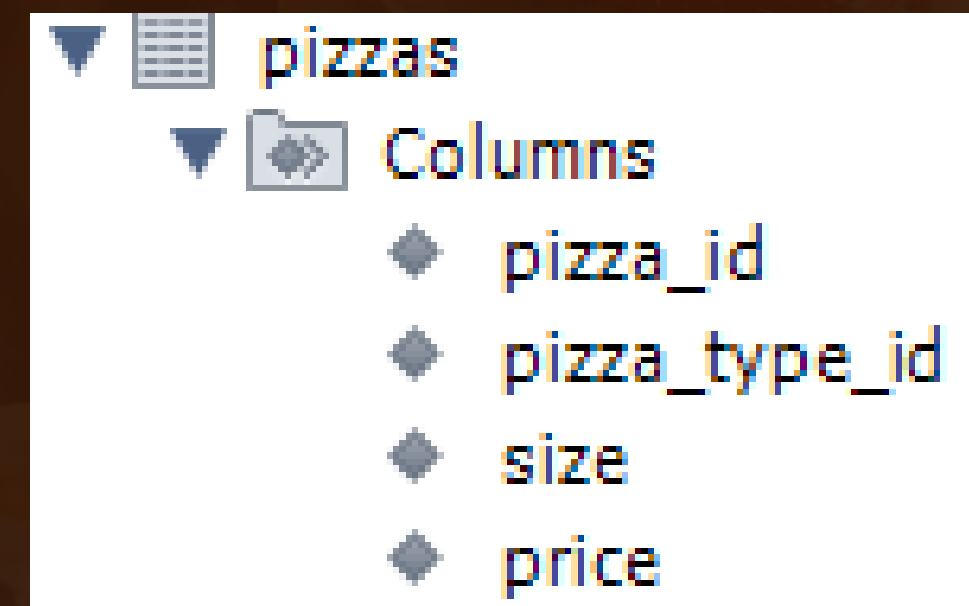 pizzas
Columns
pizza_id
pizza_type_id
size
price